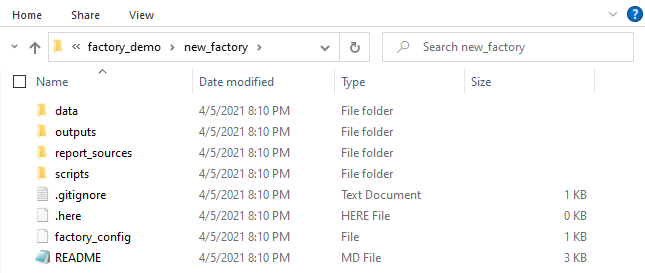 Home Share View
« factory_demo › new_factory › Search new_factory
Name Date modified Type Size
data 4/5/2021 8:10 PM File folder
outputs 4/5/2021 8:10 PM File folder
report_sources 4/5/2021 8:10 PM File folder
scripts 4/5/2021 8:10 PM File folder
.gitignore 4/5/2021 8:10 PM Text Document 1 KB
.here 4/5/2021 8:10 PM HERE File 0 KB
factory_config 4/5/2021 8:10 PM File 1 KB
README 4/5/2021 8:10 PM MD File 3 KB